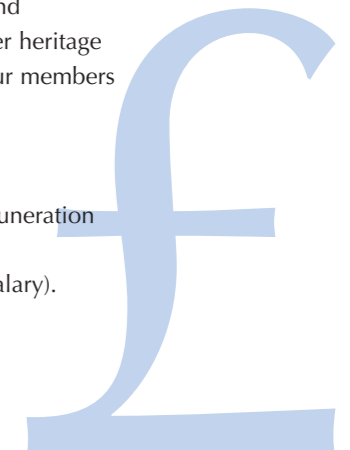 nd
er heritage
ur members
uneration
alary).
£